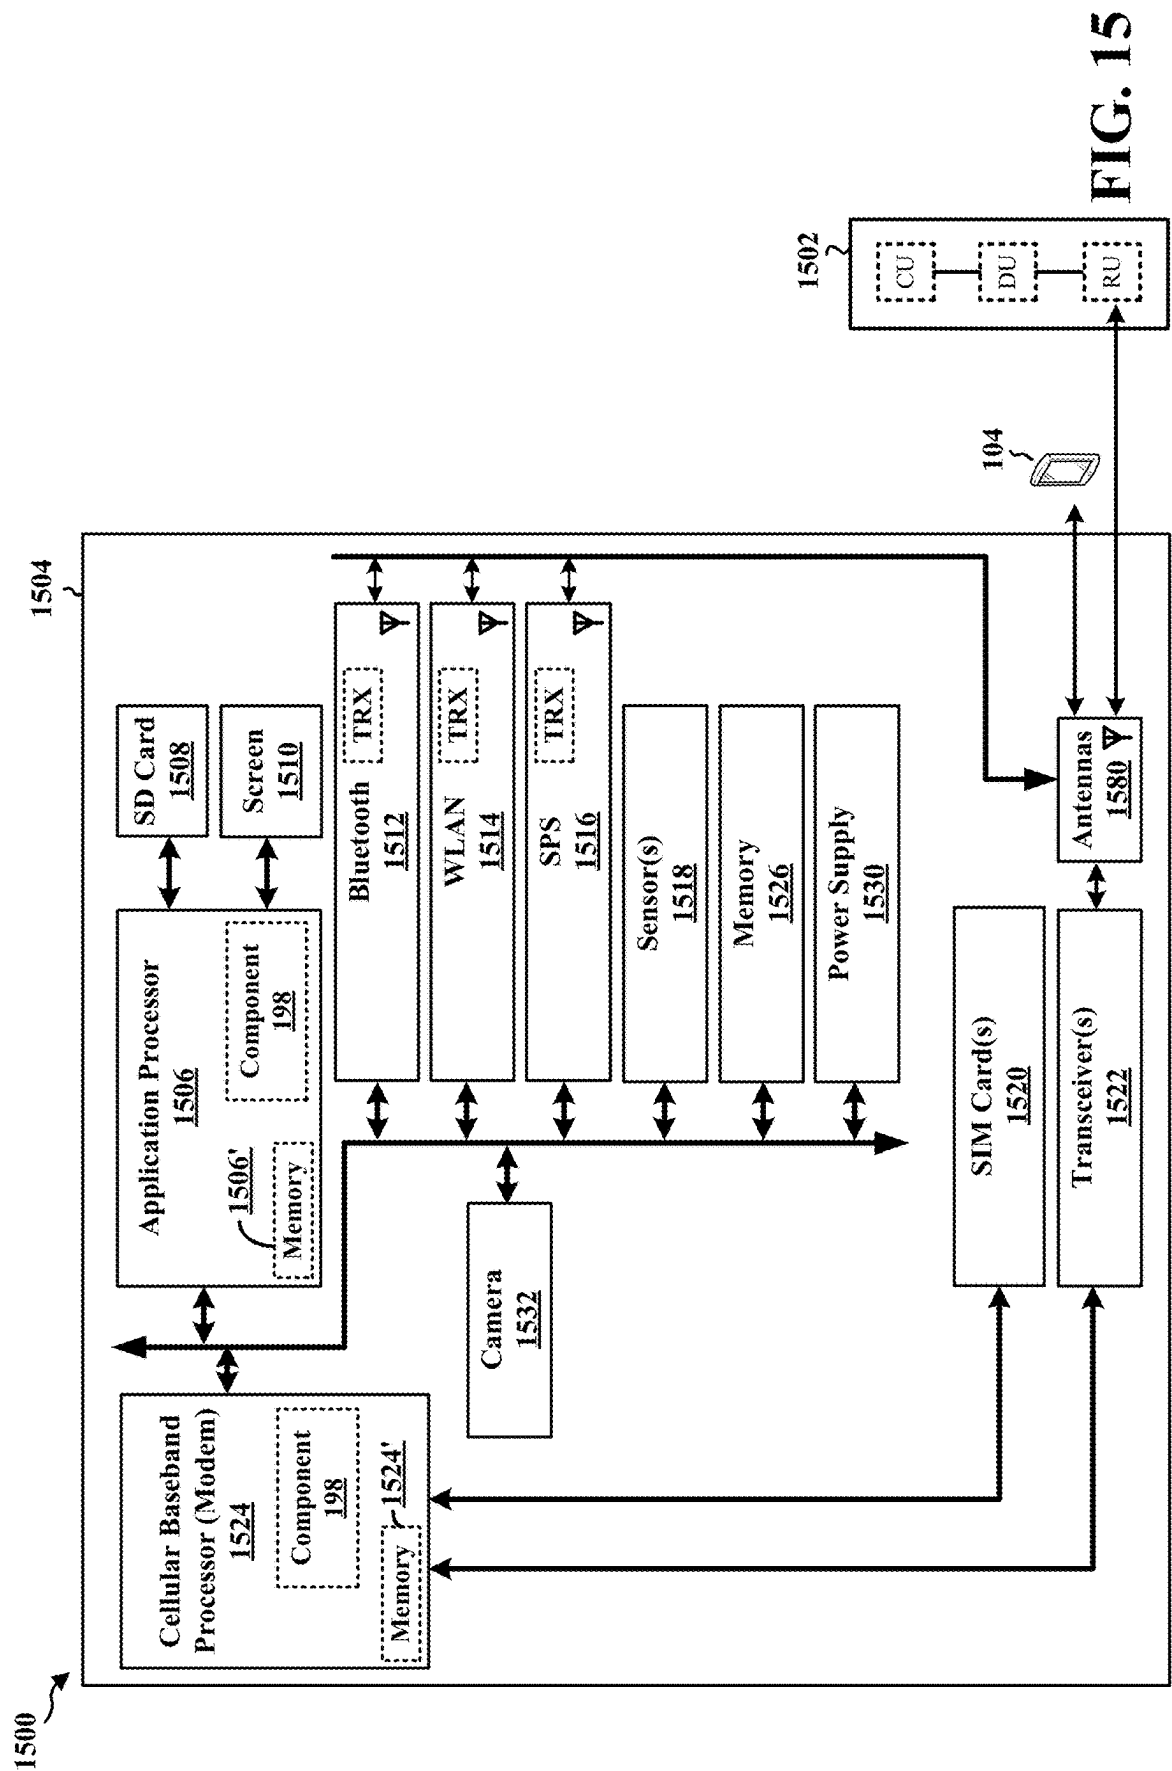 1500
1504
Cellular Baseband
Processor (Modem)
1524
Component
198
Memory
1524'
Application Processor
1506
1506'
Memory
Component
198
SD Card
1508
Screen
1510
Camera
1532
Bluetooth
1512
TRX
WLAN
1514
TRX
SPS
1516
TRX
Sensor(s)
1518
Memory
1526
Power Supply
1530
SIM Card(s)
1520
Transceiver(s)
1522
Antennas
1580
104
1502
CU
DU
RU
FIG. 15